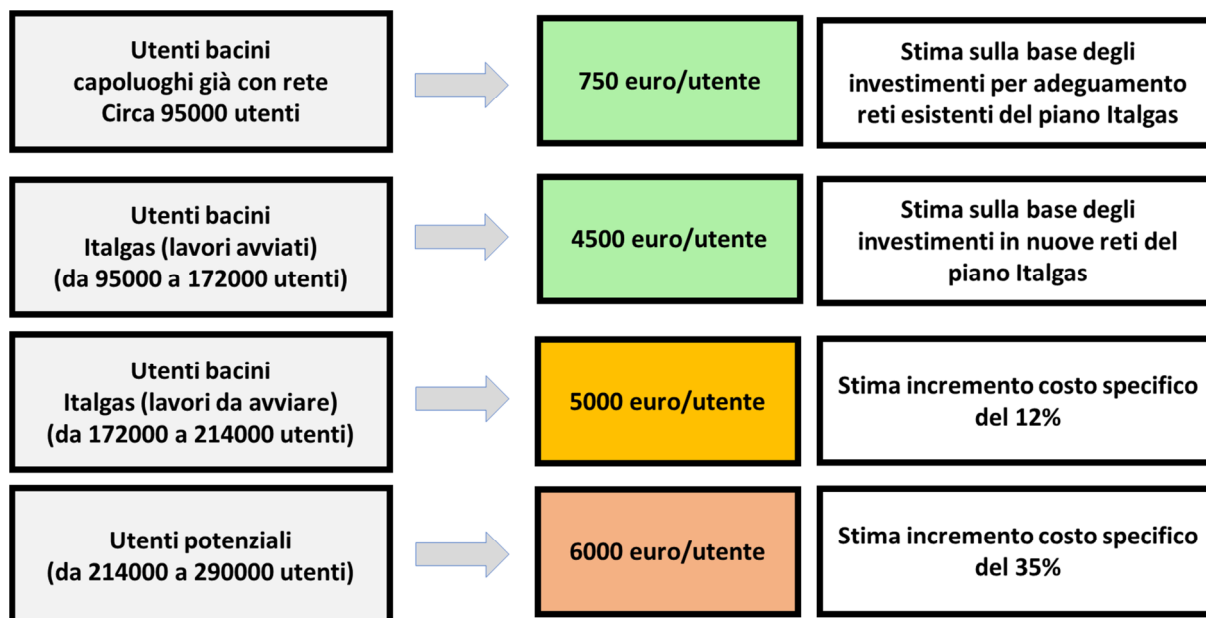 Utenti bacini
capoluoghi già con rete
Circa 95000 utenti
750 euro/utente
Stima sulla base degli
investimenti per adeguamento
reti esistenti del piano Italgas
Utenti bacini
Italgas (lavori avviati)
(da 95000 a 172000 utenti)
4500 euro/utente
Stima sulla base degli
investimenti in nuove reti del
piano Italgas
Utenti bacini
Italgas (lavori da avviare)
(da 172000 a 214000 utenti)
5000 euro/utente
Stima incremento costo specifico
del 12%
Utenti potenziali
(da 214000 a 290000 utenti)
6000 euro/utente
Stima incremento costo specifico
del 35%